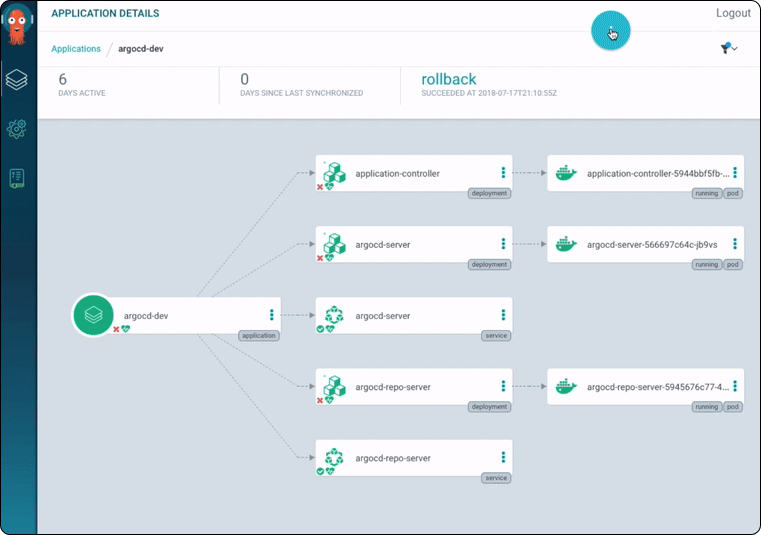 APPLICATION DETAILS
Logout
Applications / argocd-dev
6
DAYS ACTIVE
0
DAYS SINCE LAST SYNCHRONIZED
rollback
SUCCEEDED AT 2018-07-17T21:10:55Z
application-controller
deployment
application-controller-5944bbf5fb-...
running pod
argocd-server
deployment
argocd-server-566697c64c-jb9vs
running pod
argocd-dev
application
argocd-server
service
argocd-repo-server
deployment
argocd-repo-server-5945676c77-4...
running pod
argocd-repo-server
service